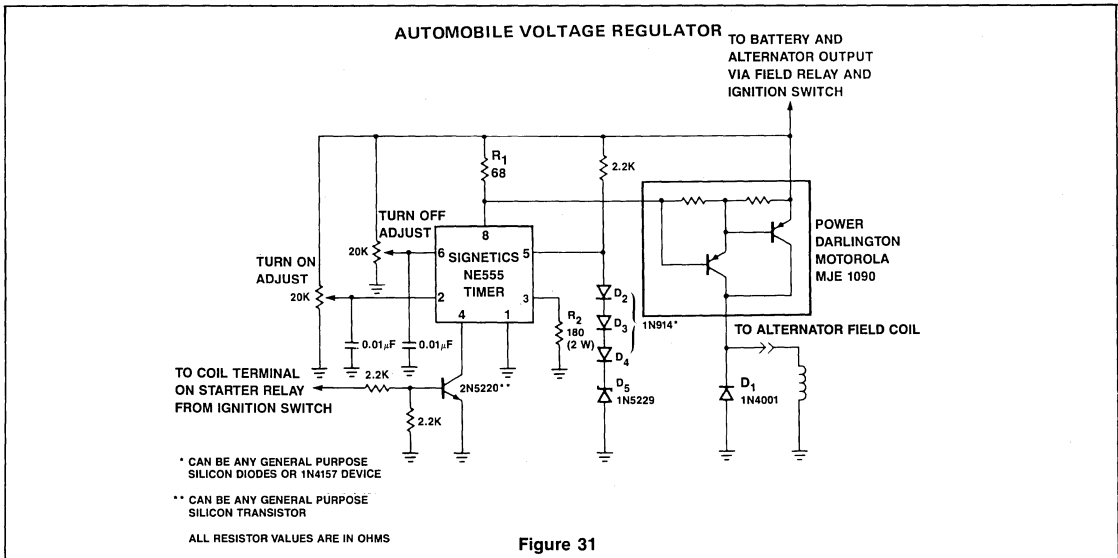 AUTOMOBILE VOLTAGE REGULATOR
TO BATTERY AND
ALTERNATOR OUTPUT
VIA FIELD RELAY AND
IGNITION SWITCH
R1
68
2.2K
TURN OFF
ADJUST
20K
TURN ON
ADJUST
20K
8
6
5
SIGNETICS
NE555
TIMER
2
3
4
1
R2
180
(2 W)
D2
D3
D4
1N914*
D5
1N5229
POWER
DARLINGTON
MOTOROLA
MJE 1090
TO ALTERNATOR FIELD COIL
D1
1N4001
0.01μF
0.01μF
TO COIL TERMINAL
ON STARTER RELAY
FROM IGNITION SWITCH
2.2K
2N5220**
2.2K
* CAN BE ANY GENERAL PURPOSE
SILICON DIODES OR 1N4157 DEVICE
** CAN BE ANY GENERAL PURPOSE
SILICON TRANSISTOR
ALL RESISTOR VALUES ARE IN OHMS
Figure 31